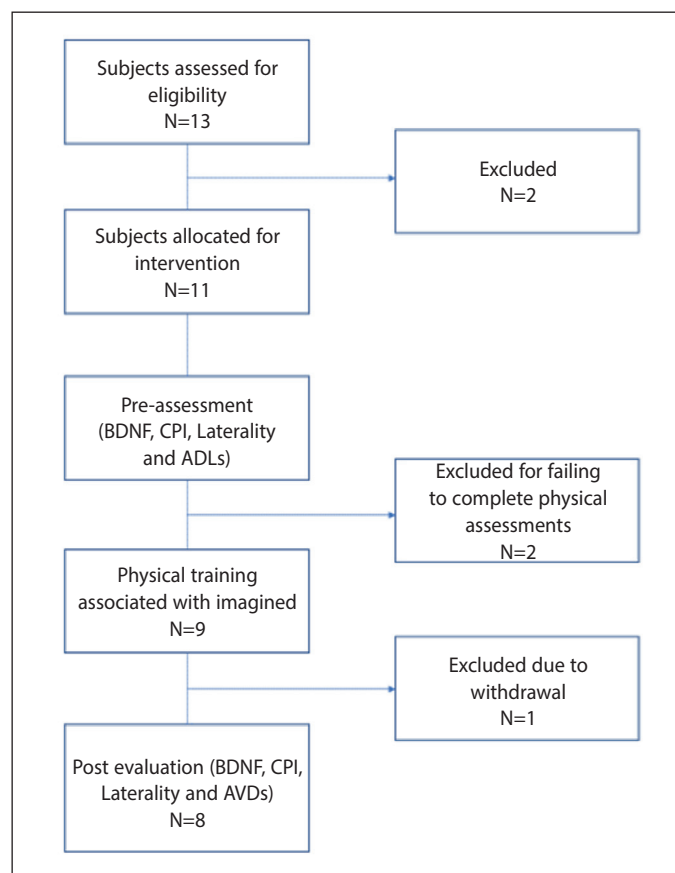 Subjects assessed for
eligibility
N=13
Excluded
N=2
Subjects allocated for
intervention
N=11
Pre-assessment
(BDNF, CPI, Laterality
and ADLs)
Excluded for failing
to complete physical
assessments
N=2
Physical training
associated with imagined
N=9
Excluded due to
withdrawal
N=1
Post evaluation (BDNF, CPI,
Laterality and AVDs)
N=8